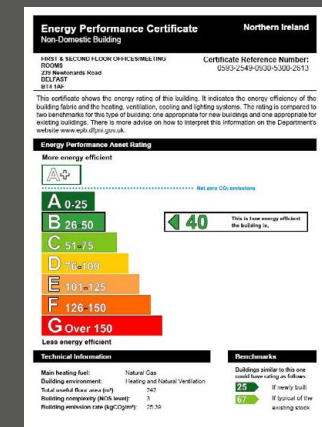 Energy Performance Certificate
Northern Ireland
Non-Domestic Building
FIRST & SECOND FLOOR OFFICES/MEETING
ROOMS
239 Newtonards Road
BELFAST
BT4 1AF
Certificate Reference Number:
0593-2549-0930-5300-2613
This certificate shows the energy rating of this building. It indicates the energy efficiency of the
building fabric and the heating, ventilation, cooling and lighting systems. The rating is compared to
two benchmarks for this type of building: one appropriate for new buildings and one appropriate for
existing buildings. There is more advice on how to interpret this information on the Department's
website www.epb.dfpni.gov.uk.
Energy Performance Asset Rating
More energy efficient
A+
Net zero CO₂ emissions
A 0-25
B 26-50
40
This is how energy efficient
the building is.
C 51-75
D 76-100
E 101-125
F 126-150
G Over 150
Less energy efficient
Technical Information
Main heating fuel: Natural Gas
Building environment: Heating and Natural Ventilation
Total useful floor area (m²): 242
Building complexity (NOS level): 3
Building emission rate (kgCO₂/m²): 25.39
Benchmarks
Buildings similar to this one
could have rating as follows:
25 If newly built
67 If typical of the
existing stock